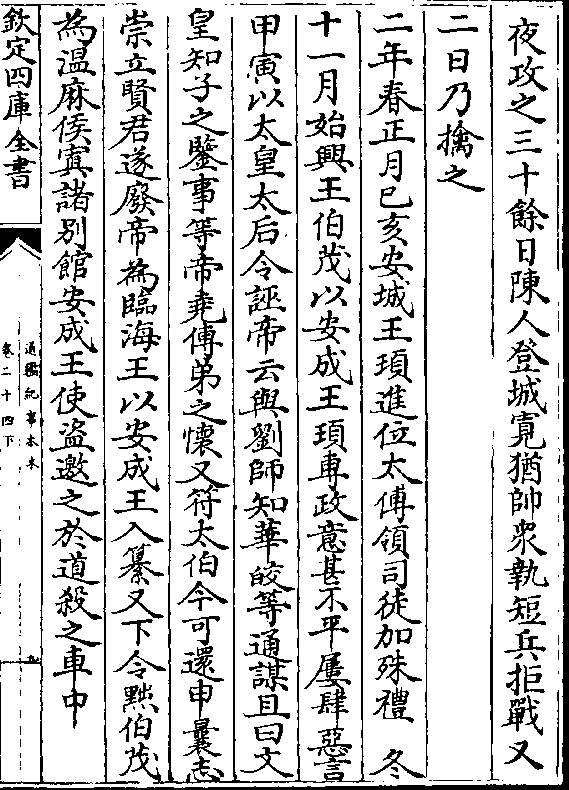 夜攻之三十餘日陳人登城寛猶帥衆執短兵拒戰又
二日乃擒之
二年春正月已亥安城王頊進位太傅領司徒加殊禮　冬
十一月始興王伯茂以安成王頊專政意甚不平屢肆惡言
甲寅以太皇太后令誣帝云與劉師知華皎等通謀且曰文
皇知子之鑒事等帝堯傅弟之懷又符太伯今可還申曩志
崇立賢君遂廢帝為臨海王以安成王入纂又下令黜伯茂
為温麻侯寘諸別館安成王使盗邀之於道殺之車中
欽定四庫全書
通鑑紀事本末
卷二十四下